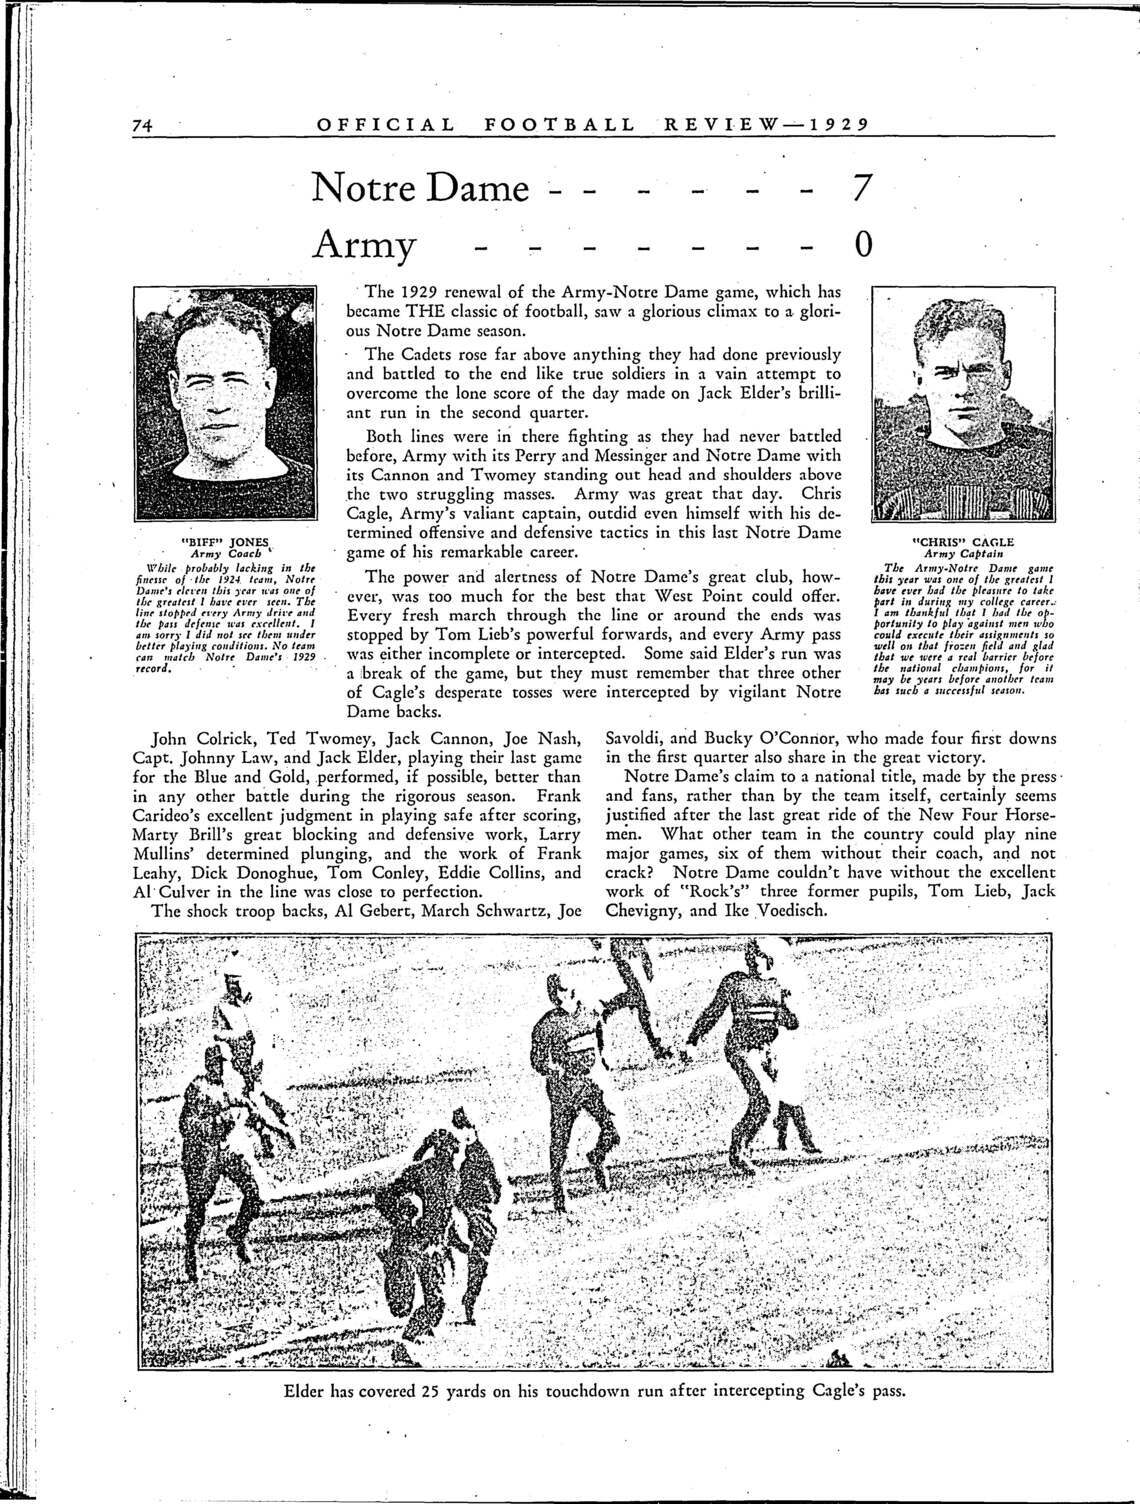 74 OFFICIAL FOOTBALL REVIEW—1929
Notre Dame - - - - - - 7
Army - - - - - - - 0
The 1929 renewal of the Army-Notre Dame game, which has
became THE classic of football, saw a glorious climax to a glori-
ous Notre Dame season.
The Cadets rose far above anything they had done previously
and battled to the end like true soldiers in a vain attempt to
overcome the lone score of the day made on Jack Elder's brilli-
ant run in the second quarter.
Both lines were in there fighting as they had never battled
before, Army with its Perry and Messinger and Notre Dame with
its Cannon and Twomey standing out head and shoulders above
the two struggling masses. Army was great that day. Chris
Cagle, Army's valiant captain, outdid even himself with his de-
termined offensive and defensive tactics in this last Notre Dame
game of his remarkable career.
The power and alertness of Notre Dame's great club, how-
ever, was too much for the best that West Point could offer.
Every fresh march through the line or around the ends was
stopped by Tom Lieb's powerful forwards, and every Army pass
was either incomplete or intercepted. Some said Elder's run was
a break of the game, but they must remember that three other
of Cagle's desperate tosses were intercepted by vigilant Notre
Dame backs.
"BIFF" JONES
Army Coach
While probably lacking in the
finesse of the 1924 team, Notre
Dame's eleven this year was one of
the greatest I have ever seen. The
line stopped every Army drive and
the pass defense was excellent. I
am sorry I did not see them under
better playing conditions. No team
can match Notre Dame's 1929
record.
"CHRIS" CAGLE
Army Captain
The Army-Notre Dame game
this year was one of the greatest I
have ever had the pleasure to take
part in during my college career.
I am thankful that I had the op-
portunity to play against men who
could execute their assignments so
well on that frozen field and glad
that we were a real barrier before
the national champions, for it
may be years before another team
has such a successful season.
John Colrick, Ted Twomey, Jack Cannon, Joe Nash,
Capt. Johnny Law, and Jack Elder, playing their last game
for the Blue and Gold, performed, if possible, better than
in any other battle during the rigorous season. Frank
Carideo's excellent judgment in playing safe after scoring,
Marty Brill's great blocking and defensive work, Larry
Mullins' determined plunging, and the work of Frank
Leahy, Dick Donoghue, Tom Conley, Eddie Collins, and
Al Culver in the line was close to perfection.
The shock troop backs, Al Gebert, March Schwartz, Joe
Savoldi, and Bucky O'Connor, who made four first downs
in the first quarter also share in the great victory.
Notre Dame's claim to a national title, made by the press
and fans, rather than by the team itself, certainly seems
justified after the last great ride of the New Four Horse-
men. What other team in the country could play nine
major games, six of them without their coach, and not
crack? Notre Dame couldn't have without the excellent
work of "Rock's" three former pupils, Tom Lieb, Jack
Chevigny, and Ike Voedisch.
Elder has covered 25 yards on his touchdown run after intercepting Cagle's pass.